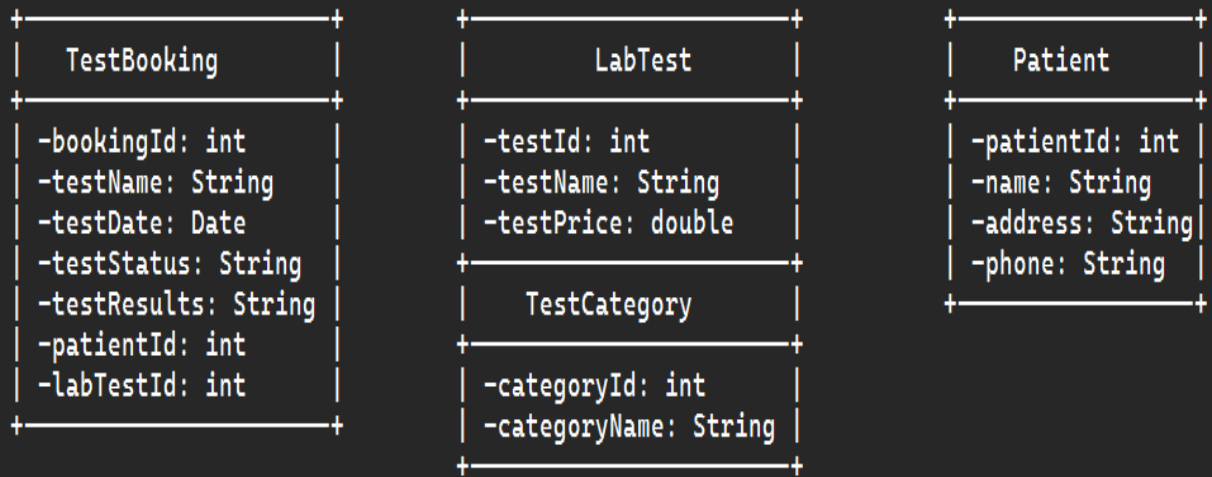 TestBooking
-bookingId: int
-testName: String
-testDate: Date
-testStatus: String
-testResults: String
-patientId: int
-labTestId: int
LabTest
-testId: int
-testName: String
-testPrice: double
TestCategory
-categoryId: int
-categoryName: String
Patient
-patientId: int
-name: String
-address: String
-phone: String